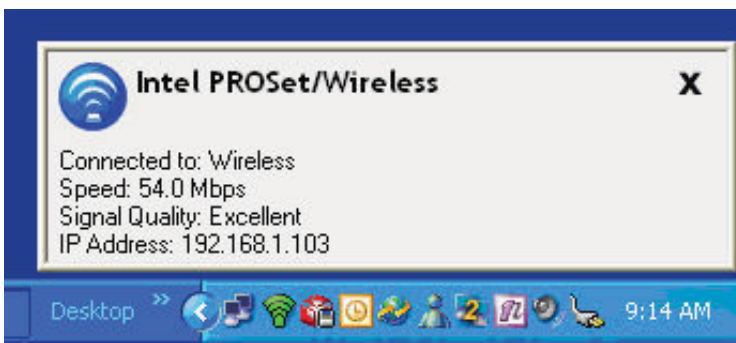 Intel PROSet/Wireless X
Connected to: Wireless
Speed: 54.0 Mbps
Signal Quality: Excellent
IP Address: 192.168.1.103
Desktop » 2 n 9:14 AM